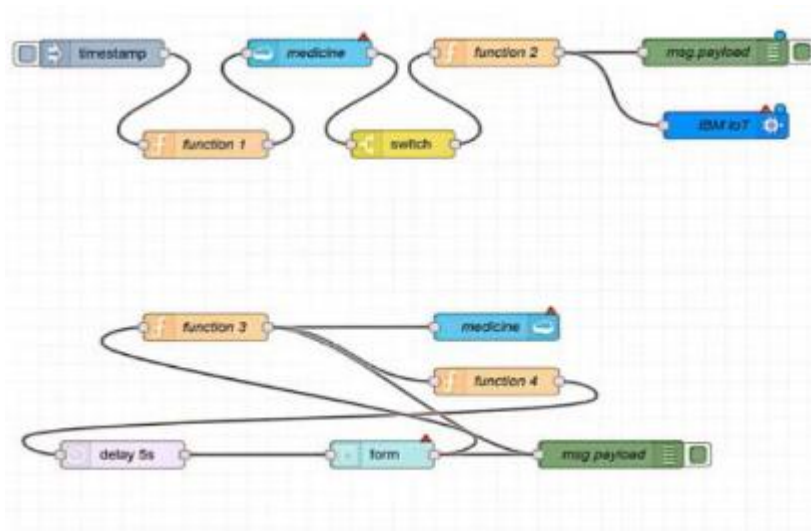 timestamp
medicine
function 2
msg.payload
IBM IoT
function 1
switch
function 3
medicine
function 4
delay 5s
form
msg.payload